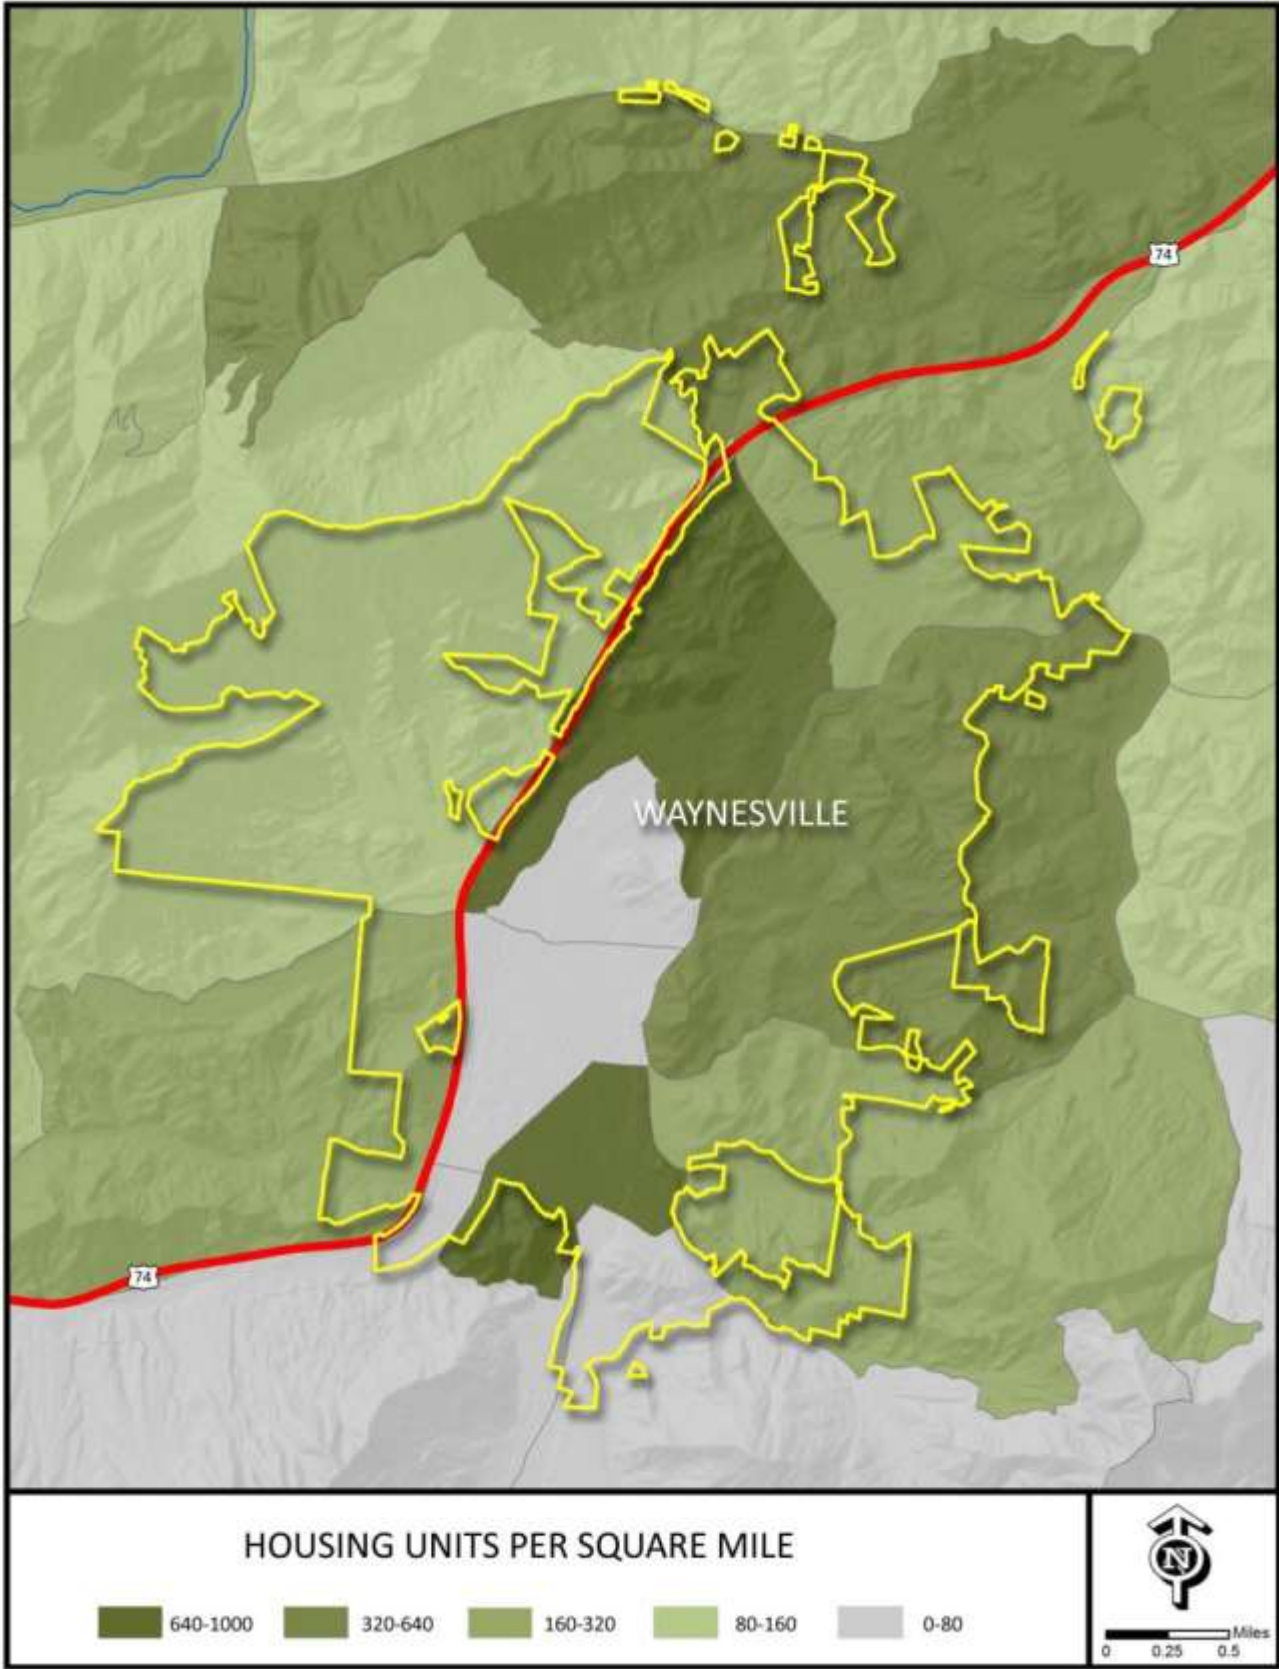 74
WAYNESVILLE
74
HOUSING UNITS PER SQUARE MILE
640-1000 320-640 160-320 80-160 0-80
N
Miles
0 0.25 0.5